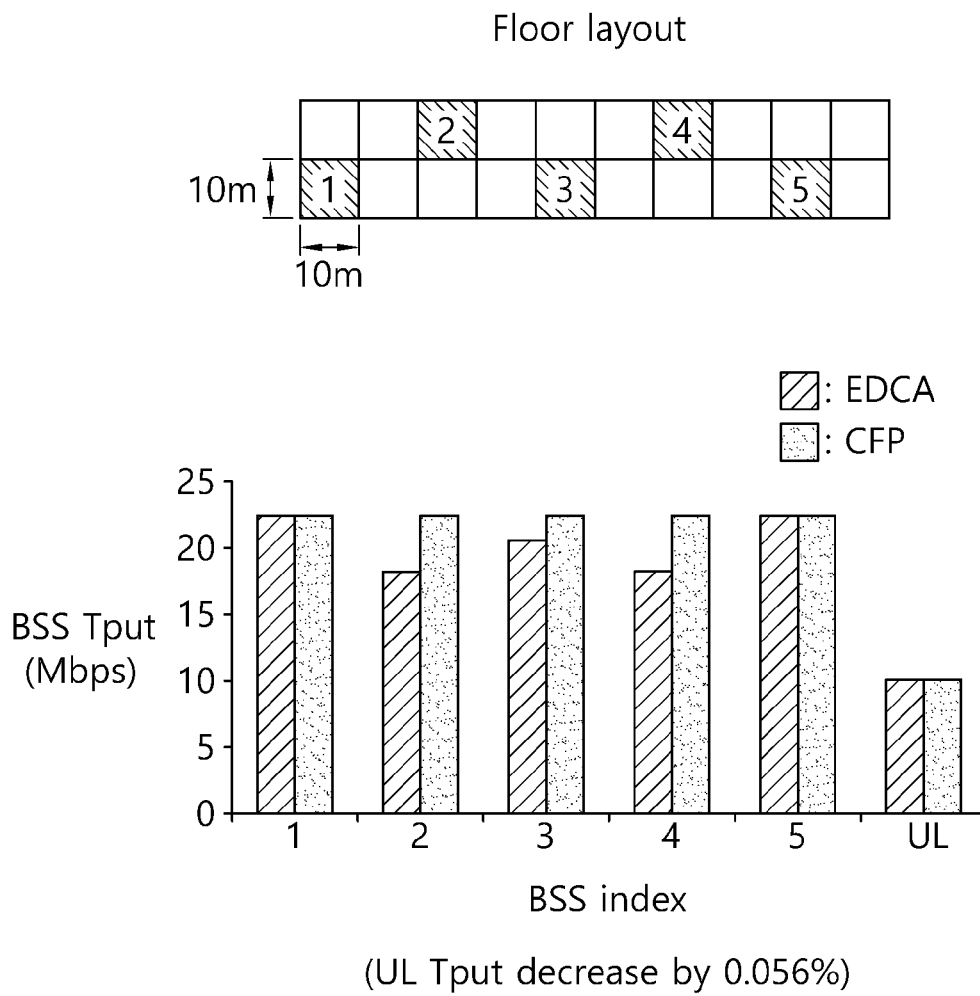 Floor layout
2 4
10m 1 3 5
10m
: EDCA
: CFP
25
20
15
BSS Tput
(Mbps)
10
5
0
1 2 3 4 5 UL
BSS index
(UL Tput decrease by 0.056%)